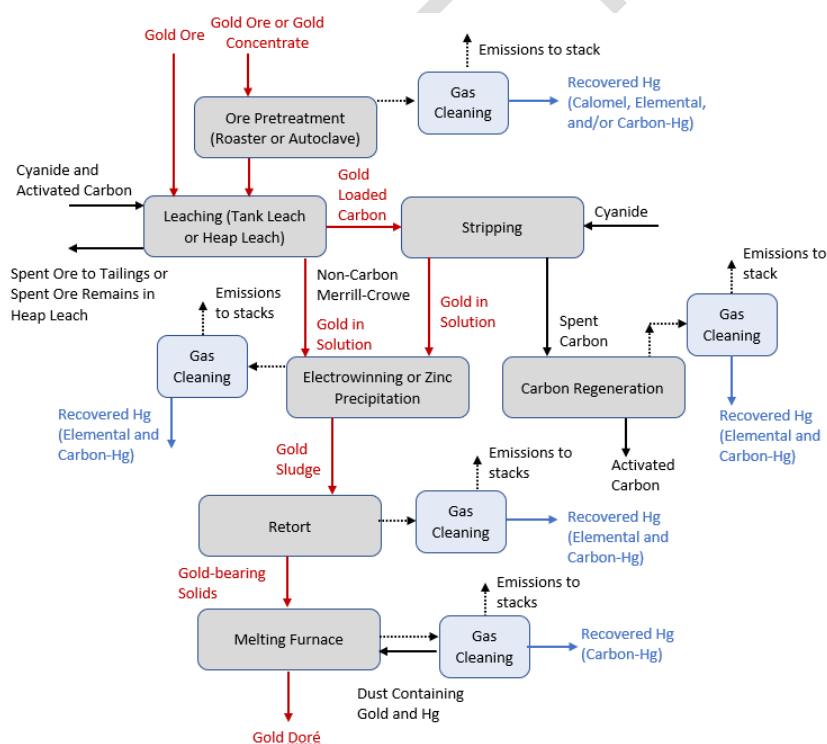 Gold Ore
Gold Ore or Gold
Concentrate
Emissions to stack
Gas
Cleaning
Recovered Hg
(Calomel, Elemental,
and/or Carbon-Hg)
Ore Pretreatment
(Roaster or Autoclave)
Cyanide and
Activated Carbon
Gold
Loaded
Carbon
Leaching (Tank Leach
or Heap Leach)
Stripping
Cyanide
Spent Ore to Tailings or
Spent Ore Remains in
Heap Leach
Emissions
to stacks
Non-Carbon
Merrill-Crowe
Gold in
Solution
Gold in
Solution
Spent
Carbon
Emissions to
stack
Gas
Cleaning
Gas
Cleaning
Electrowinning or Zinc
Precipitation
Carbon Regeneration
Recovered Hg
(Elemental and
Carbon-Hg)
Recovered Hg
(Elemental and
Carbon-Hg)
Gold
Sludge
Emissions to
stacks
Activated
Carbon
Retort
Gas
Cleaning
Recovered Hg
(Elemental and
Carbon-Hg)
Gold-bearing
Solids
Emissions to
stacks
Melting Furnace
Gas
Cleaning
Recovered Hg
(Carbon-Hg)
Dust Containing
Gold and Hg
Gold Doré